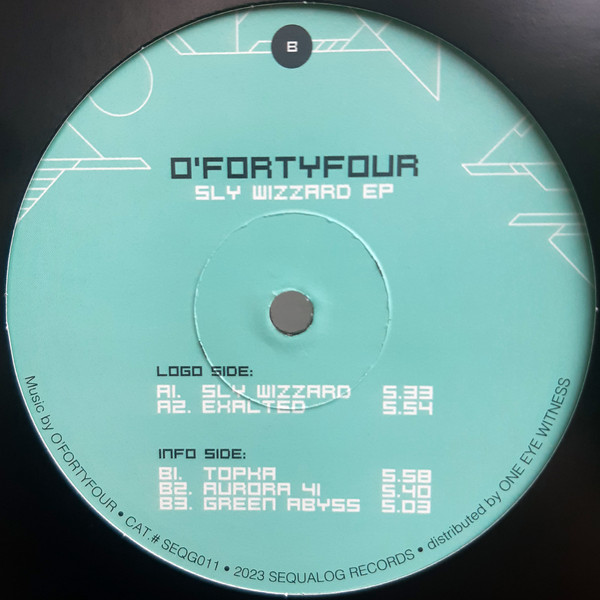 B
O'FORTYFOUR
SLY WIZZARD EP
LOGO SIDE:
A1. SLY WIZZARD 5.33
A2. EXALTED 5.54
INFO SIDE:
B1. TOPKA 5.58
B2. AURORA 41 5.40
B3. GREEN ABYSS 5.03
Music by O'FORTYFOUR • CAT.# SEQG011 • 2023 SEQUALOG RECORDS • distributed by ONE EYE WITNESS